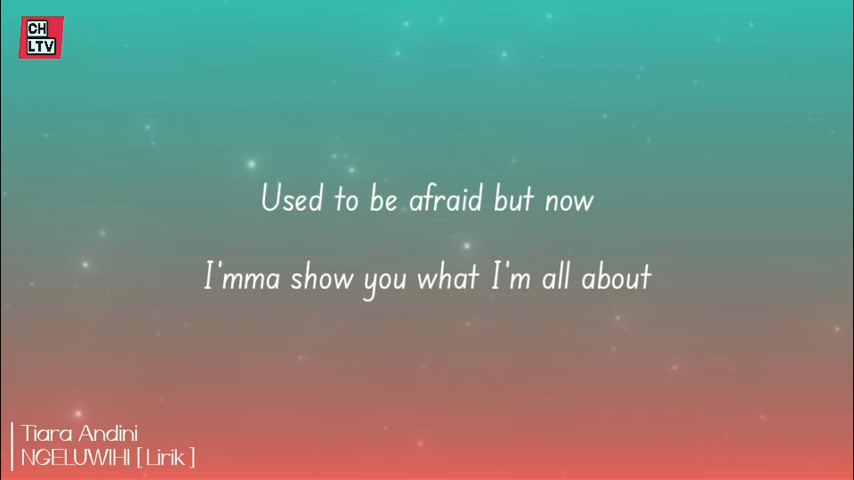 CH
LTV
Used to be afraid but now
I'mma show you what I'm all about
Tiara Andini
NGELUWIHI [ Lirik ]